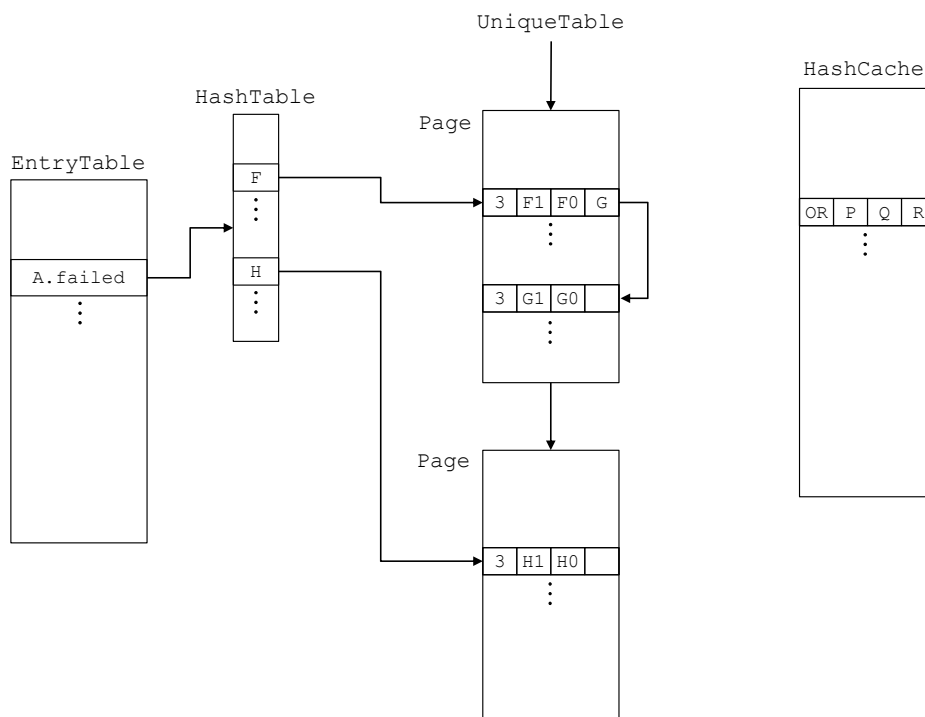 UniqueTable
HashCache
HashTable
Page
EntryTable
F
3 F1 F0 G
OR P Q R
A.failed
H
3 G1 G0
Page
3 H1 H0